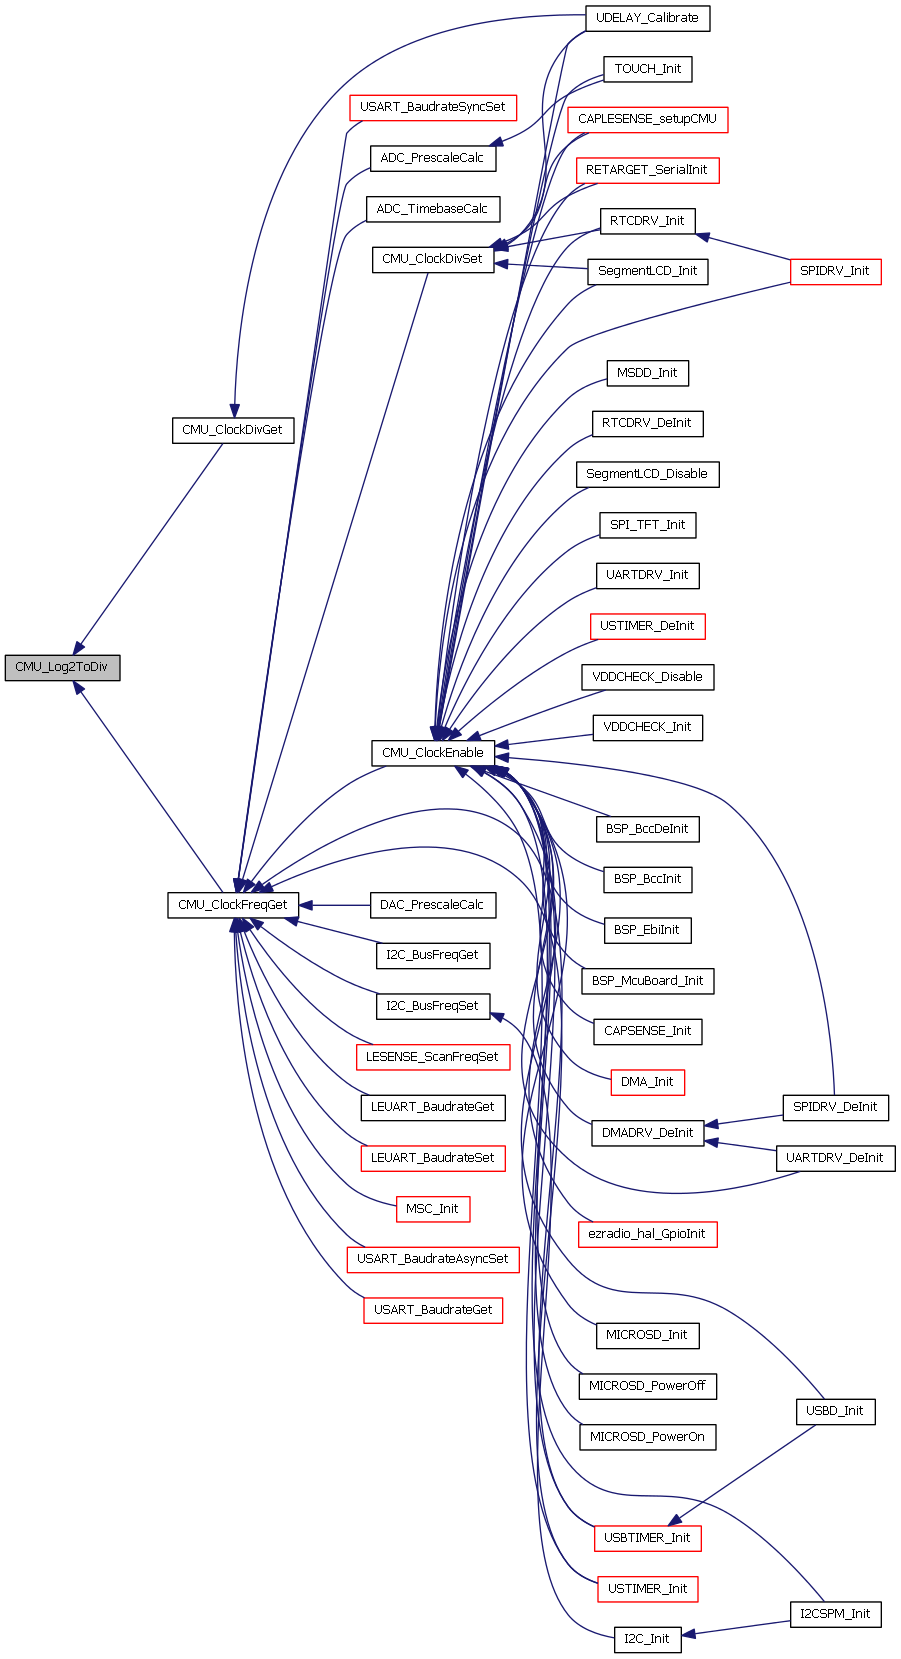 UDELAY_Calibrate
TOUCH_Init
USART_BaudrateSyncSet
CAPLESENSE_setupCMU
ADC_PrescaleCalc
RETARGET_SerialInit
ADC_TimebaseCalc
RTCDRV_Init
CMU_ClockDivSet
SegmentLCD_Init
SPIDRV_Init
MSDD_Init
RTCDRV_DeInit
CMU_ClockDivGet
SegmentLCD_Disable
SPI_TFT_Init
UARTDRV_Init
USTIMER_DeInit
CMU_Log2ToDiv
VDDCHECK_Disable
VDDCHECK_Init
CMU_ClockEnable
BSP_BccDeInit
BSP_BccInit
CMU_ClockFreqGet
DAC_PrescaleCalc
BSP_EbiInit
I2C_BusFreqGet
BSP_McuBoard_Init
I2C_BusFreqSet
CAPSENSE_Init
LESENSE_ScanFreqSet
DMA_Init
LEUART_BaudrateGet
SPIDRV_DeInit
DMADRV_DeInit
LEUART_BaudrateSet
UARTDRV_DeInit
MSC_Init
ezradio_hal_GpioInit
USART_BaudrateAsyncSet
USART_BaudrateGet
MICROSD_Init
MICROSD_PowerOff
USBD_Init
MICROSD_PowerOn
USBTIMER_Init
USTIMER_Init
I2CSPM_Init
I2C_Init